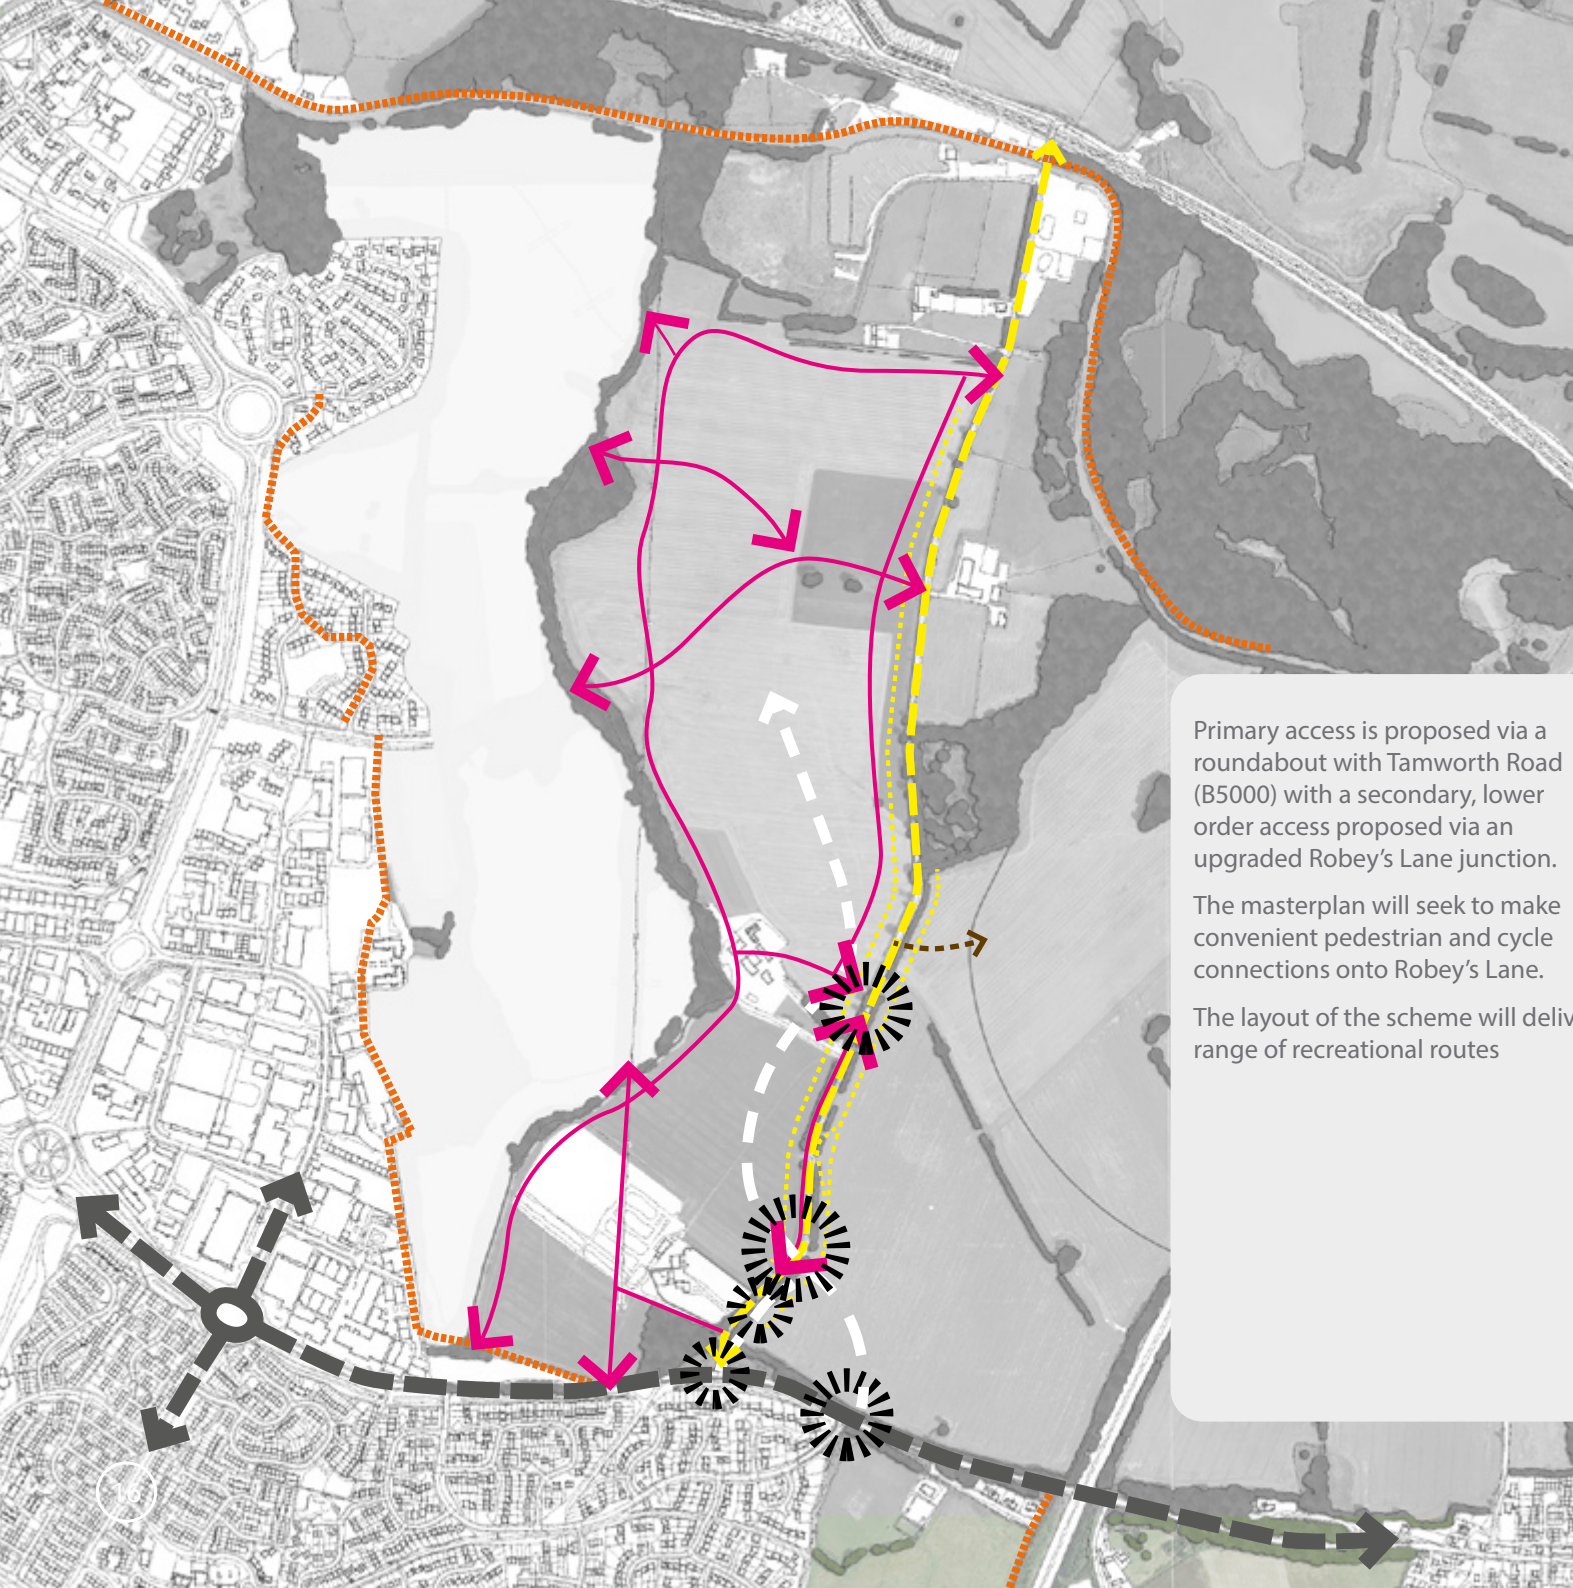 Primary access is proposed via a
roundabout with Tamworth Road
(B5000) with a secondary, lower
order access proposed via an
upgraded Robey’s Lane junction.
The masterplan will seek to make
convenient pedestrian and cycle
connections onto Robey’s Lane.
The layout of the scheme will deliv
range of recreational routes
16